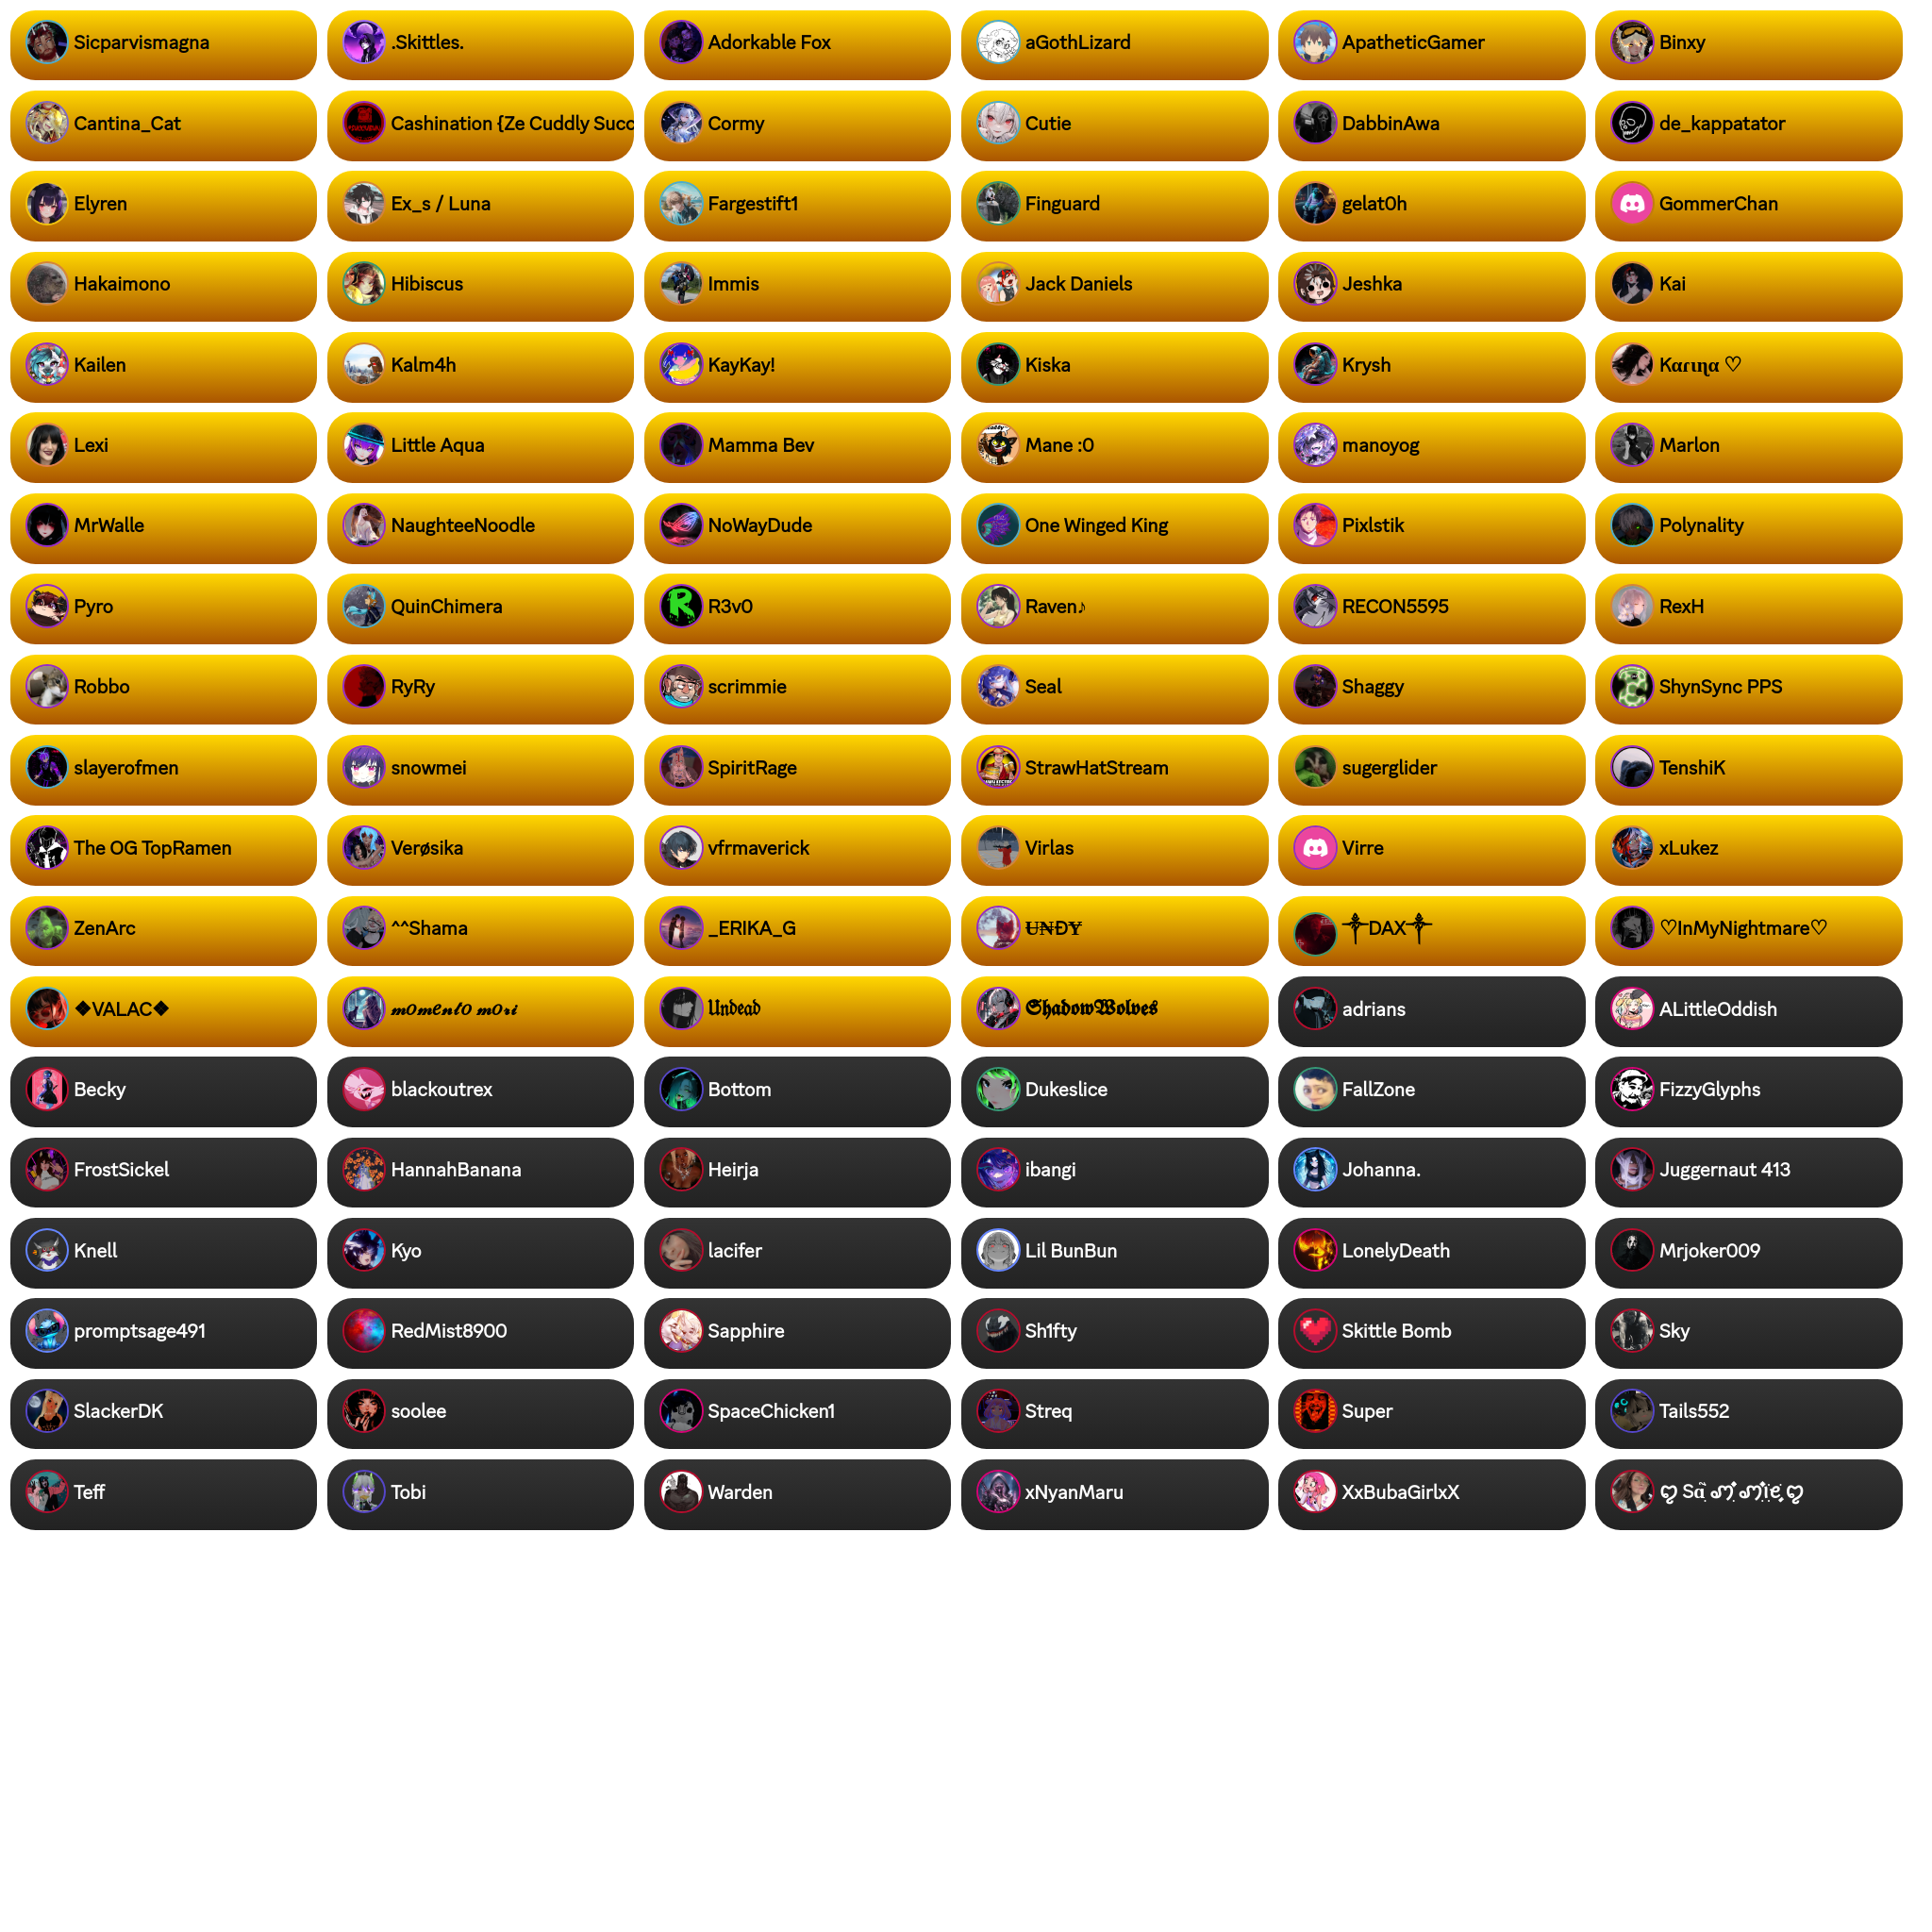 Sicparvismagna
.Skittles.
Adorkable Fox
aGothLizard
ApatheticGamer
Binxy
Cantina_Cat
Cashination {Ze Cuddly Succ
Cormy
Cutie
DabbinAwa
de_kappatator
Elyren
Ex_s / Luna
Fargestift1
Finguard
gelat0h
GommerChan
Hakaimono
Hibiscus
Immis
Jack Daniels
Jeshka
Kai
Kailen
Kalm4h
KayKay!
Kiska
Krysh
Kαɾιɳα ♡
Lexi
Little Aqua
Mamma Bev
Mane :0
manoyog
Marlon
MrWalle
NaughteeNoodle
NoWayDude
One Winged King
Pixlstik
Polynality
Pyro
QuinChimera
R3v0
Raven♪
RECON5595
RexH
Robbo
RyRy
scrimmie
Seal
Shaggy
ShynSync PPS
slayerofmen
snowmei
SpiritRage
StrawHatStream
sugerglider
TenshiK
The OG TopRamen
Verøsika
vfrmaverick
Virlas
Virre
xLukez
ZenArc
^^Shama
_ERIKA_G
U̶₦ĐɎ
⸸DAX⸸
♡InMyNightmare♡
❖VALAC❖
𝓶𝓸𝓶𝓮𝓷𝓽𝓸 𝓶𝓸𝓻𝓲
𝔘𝔫𝔡𝔢𝔞𝔡
𝕾𝖍𝖆𝖉𝖔𝖜𝖂𝖔𝖑𝖛𝖊𝖘
adrians
ALittleOddish
Becky
blackoutrex
Bottom
Dukeslice
FallZone
FizzyGlyphs
FrostSickel
HannahBanana
Heirja
ibangi
Johanna.
Juggernaut 413
Knell
Kyo
lacifer
Lil BunBun
LonelyDeath
Mrjoker009
promptsage491
RedMist8900
Sapphire
Sh1fty
Skittle Bomb
Sky
SlackerDK
soolee
SpaceChicken1
Streq
Super
Tails552
Teff
Tobi
Warden
xNyanMaru
XxBubaGirlxX